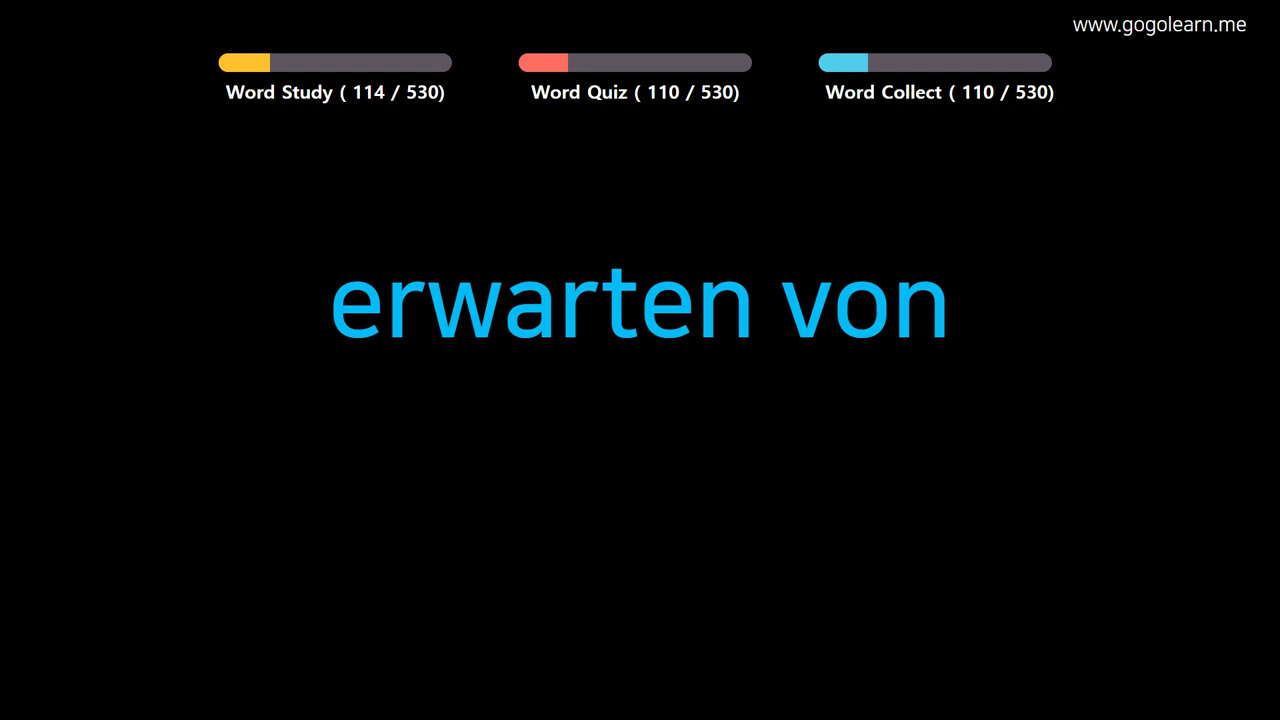 www.gogolearn.me
Word Study ( 114 / 530)
Word Quiz ( 110 / 530)
Word Collect ( 110 / 530)
erwarten von